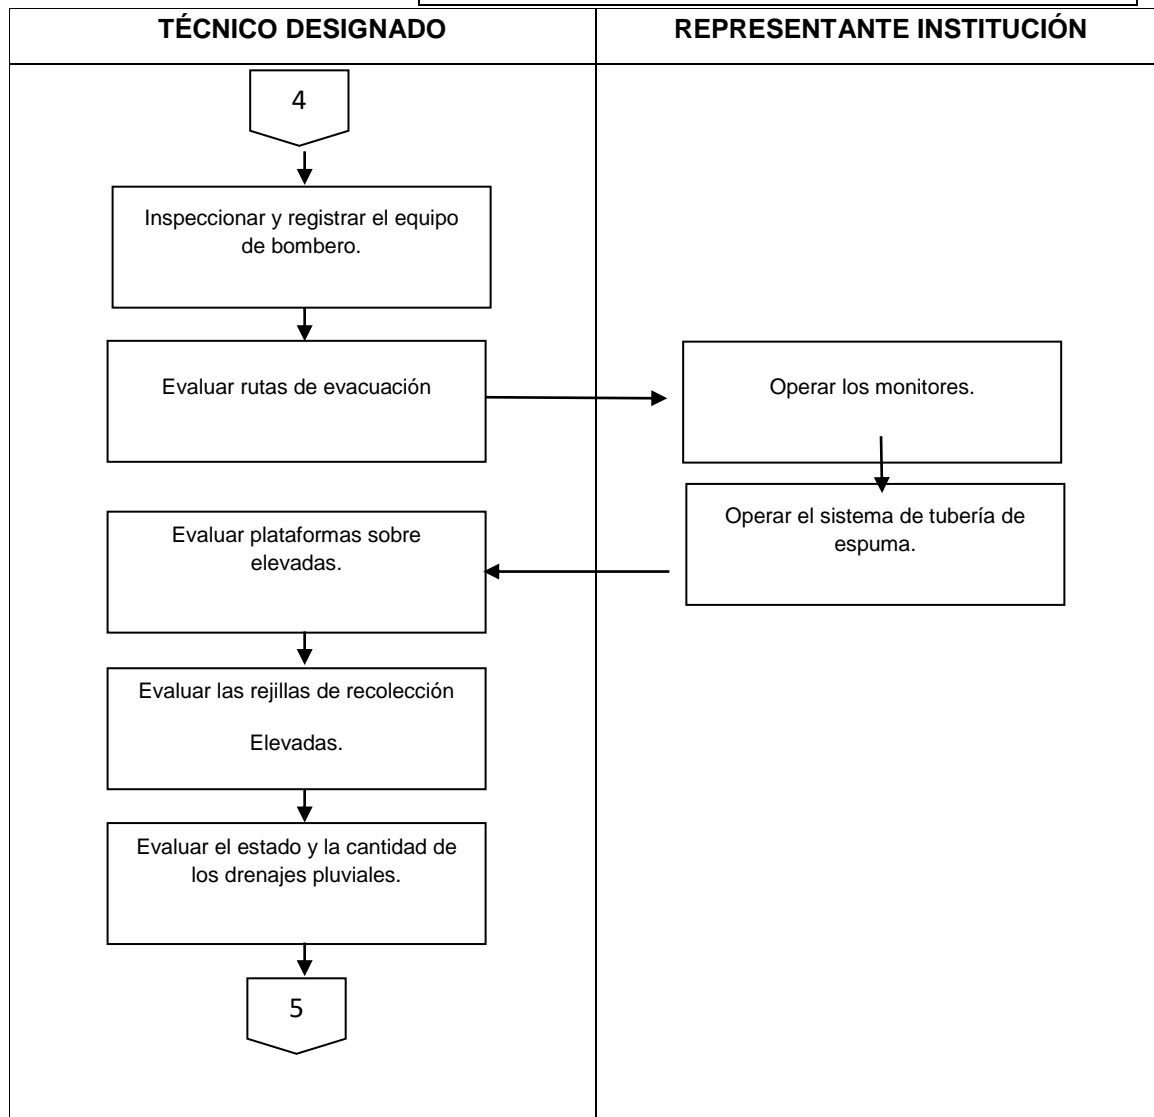 TÉCNICO DESIGNADO
REPRESENTANTE INSTITUCIÓN
4
Inspeccionar y registrar el equipo
de bombero.
Evaluar rutas de evacuación
Operar los monitores.
Operar el sistema de tubería de
espuma.
Evaluar plataformas sobre
elevadas.
Evaluar las rejillas de recolección
Elevadas.
Evaluar el estado y la cantidad de
los drenajes pluviales.
5